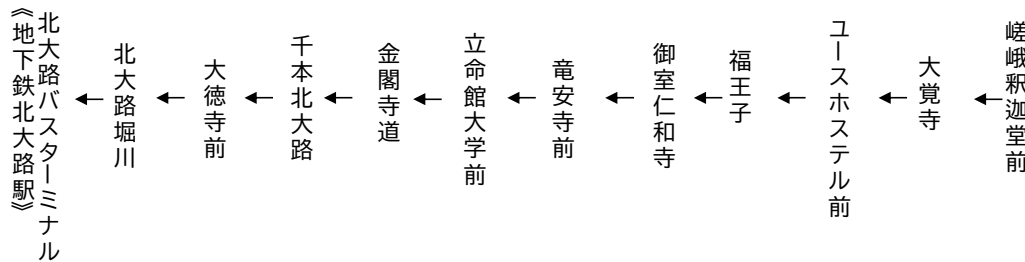 嵯峨釈迦堂前
大覚寺
ユースホステル前
福王子
御室仁和寺
竜安寺前
立命館大学前
金閣寺道
千本北大路
大徳寺前
北大路堀川
北大路バスターミナル
《地下鉄北大路駅》